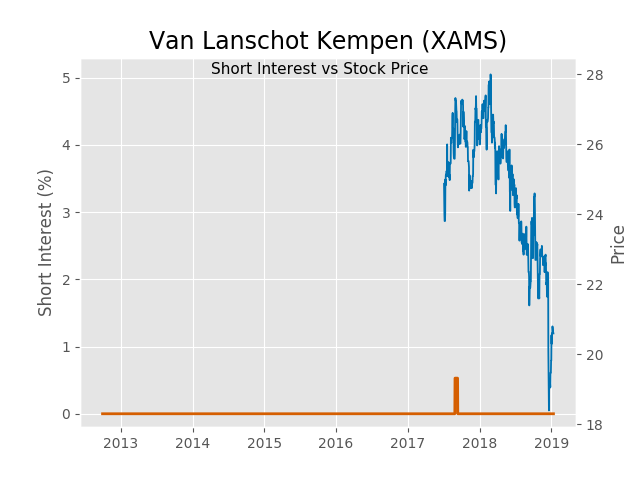 Van Lanschot Kempen (XAMS)
Short Interest vs Stock Price
Short Interest (%)
5
4
3
2
1
0
28
26
24
22
20
18
Price
2013 2014 2015 2016 2017 2018 2019